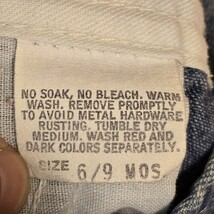 NO SOAK, NO BLEACH. WARM
WASH. REMOVE PROMPTLY
TO AVOID METAL HARDWARE
RUSTING. TUMBLE DRY
MEDIUM. WASH RED AND
DARK COLORS SEPARATELY.
SIZE 6/9 MOS.